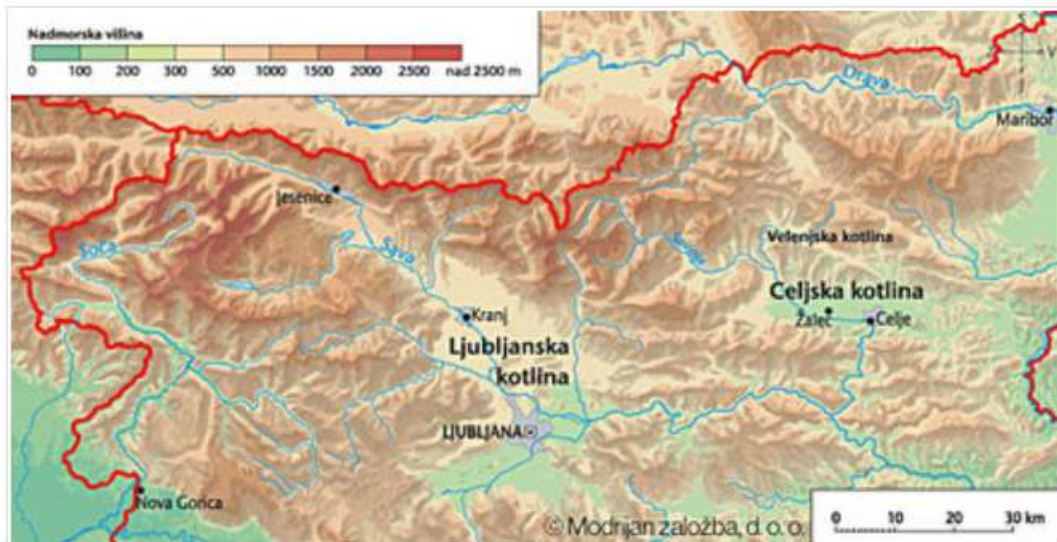 Nadmorska višina
0 100 200 300 500 1000 1500 2000 2500 nad 2500 m
Drava
Maribor
Jesenice
Soča
Sava
Savinja
Velenjska kotlina
Celjska kotlina
Žalec
Celje
Kranj
Ljubljanska
kotlina
LJUBLJANA
Nova Gorica
© Modrijan založba, d. o. o.
0 10 20 30 km